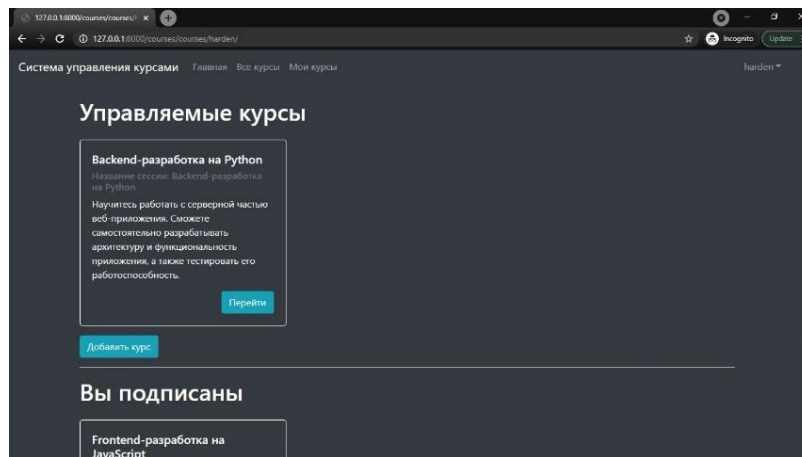 127.0.0.1:8000/courses/courses/
127.0.0.1:8000/courses/courses/harden/
Incognito
Update
Система управления курсами Главная Все курсы Мои курсы
harden
Управляемые курсы
Backend-разработка на Python
Название сессии: Backend-разработка
на Python
Научитесь работать с серверной частью
веб-приложения. Сможете
самостоятельно разрабатывать
архитектуру и функциональность
приложения, а также тестировать его
работоспособность.
Перейти
Добавить курс
Вы подписаны
Frontend-разработка на
JavaScript